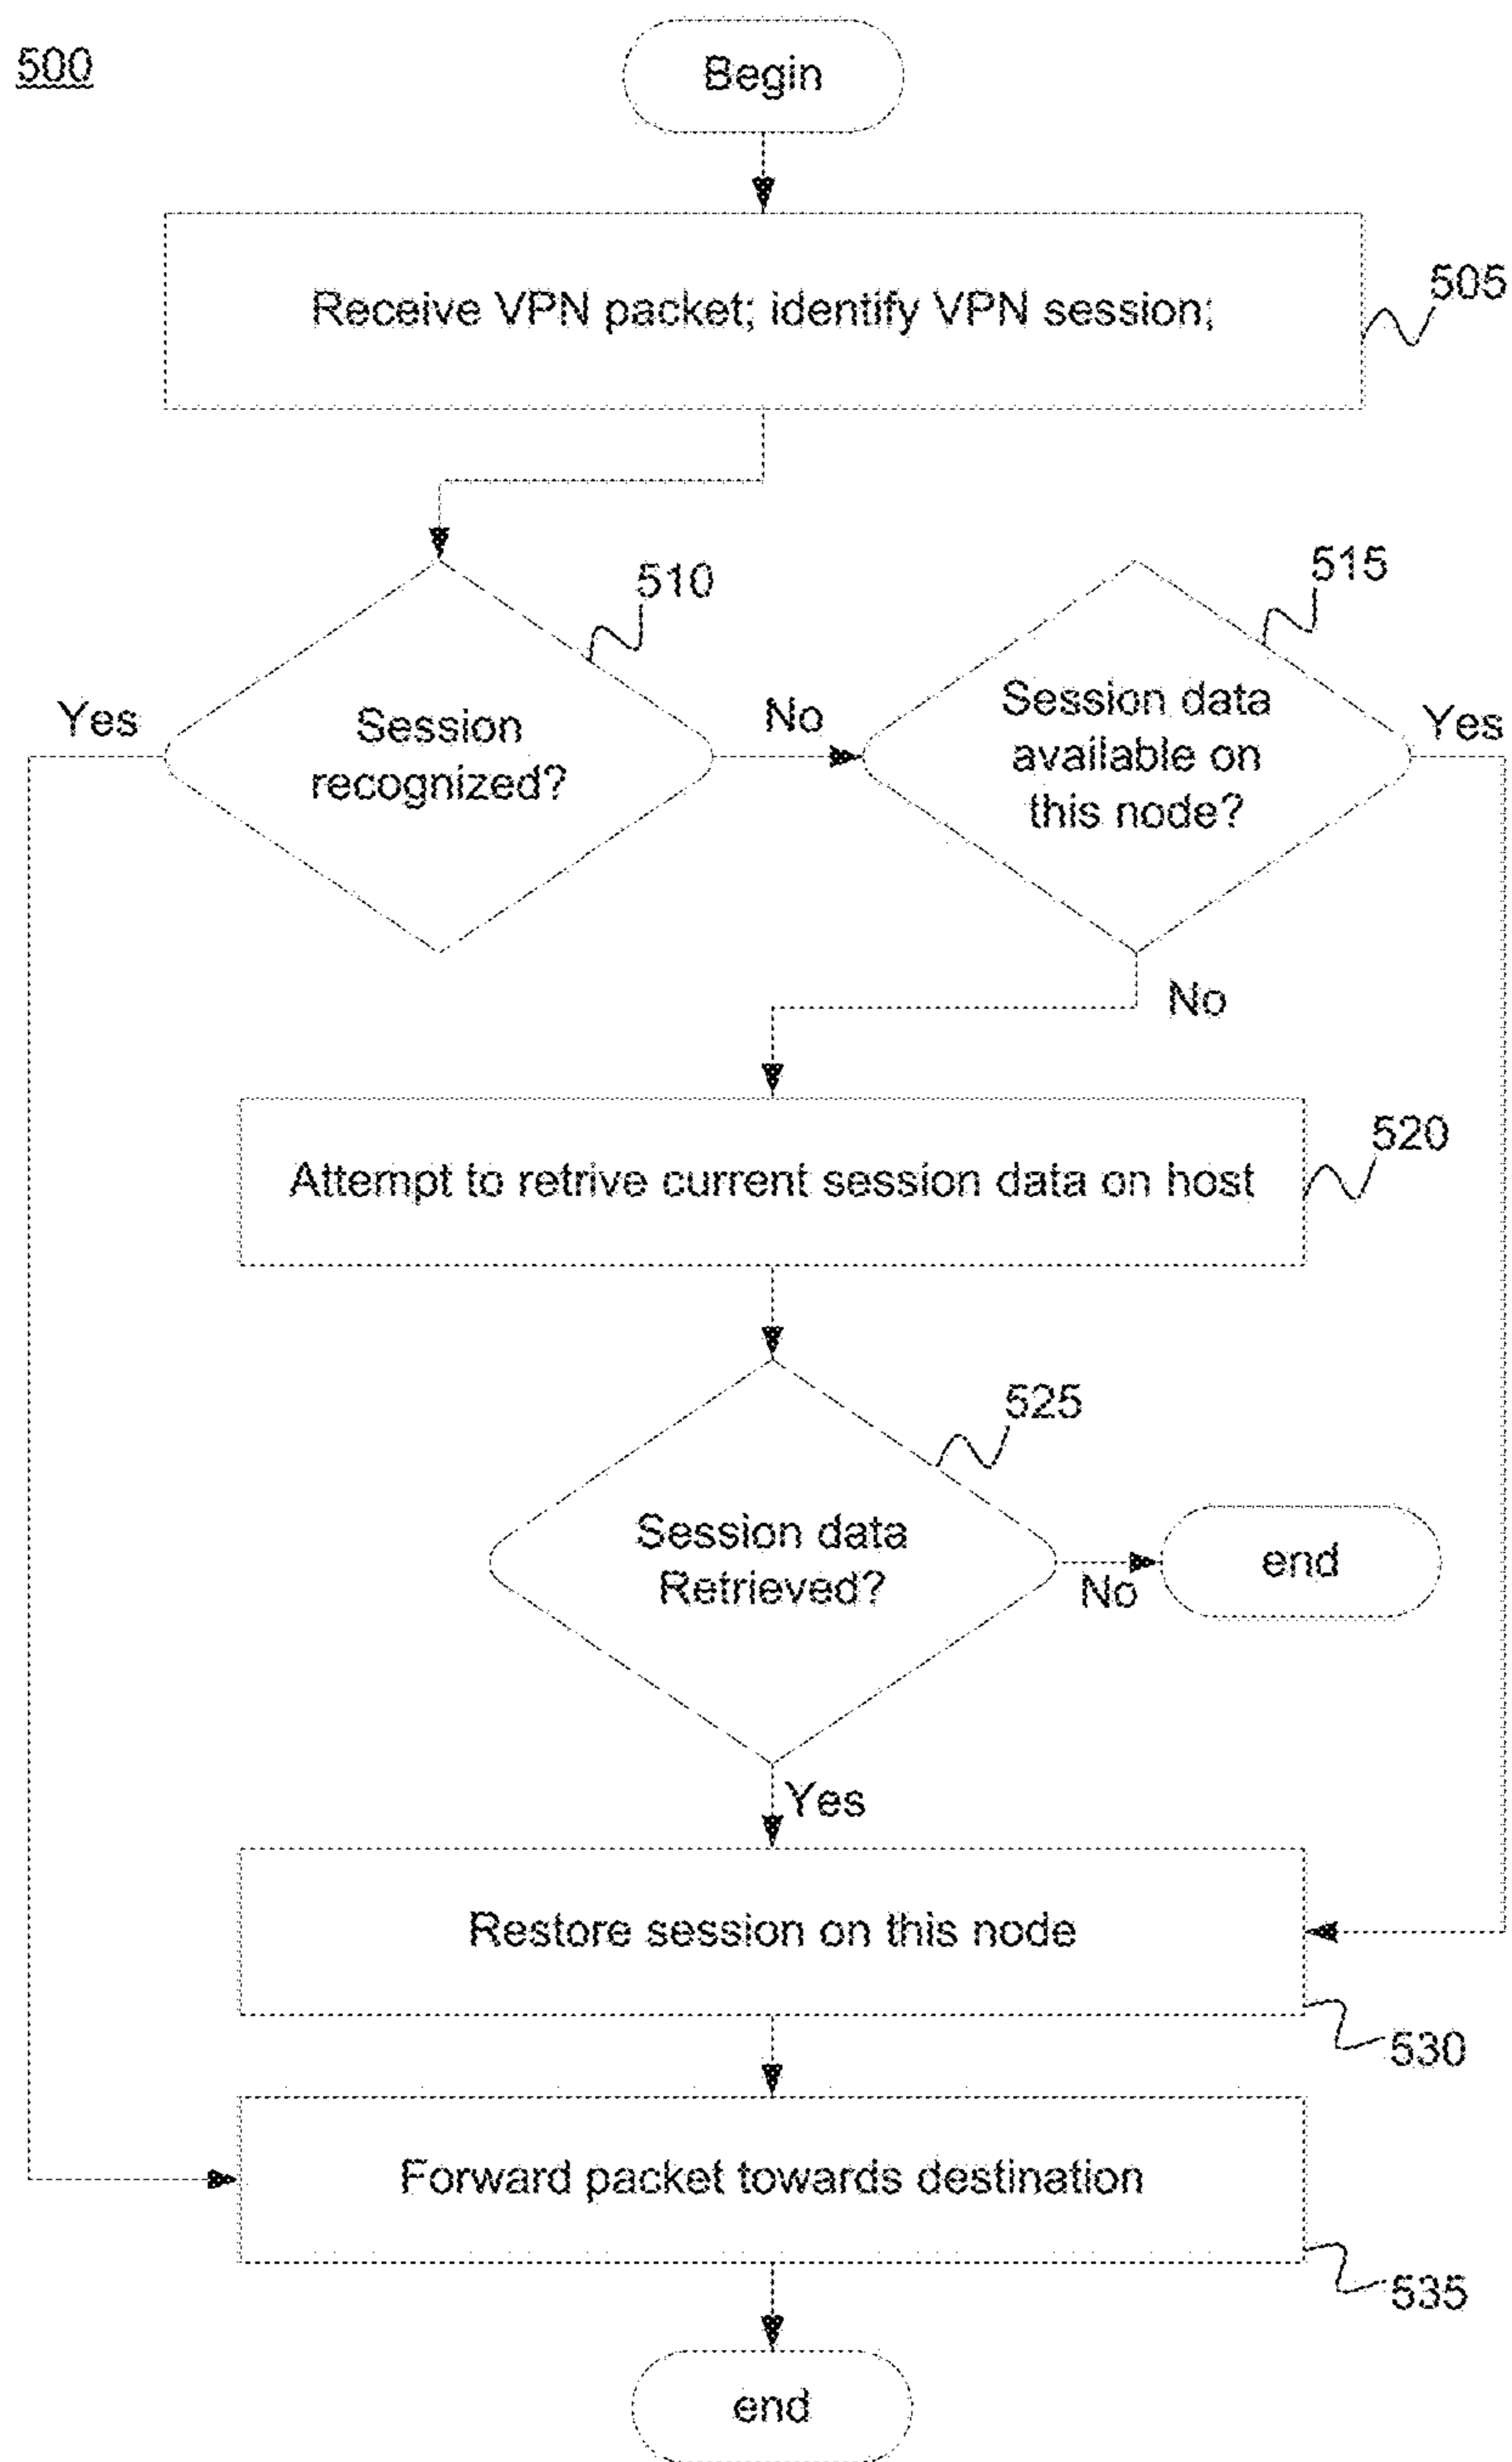 500
Begin
Receive VPN packet; identify VPN session;
505
510
515
Yes
Session
recognized?
No
Session data
available on
this node?
Yes
No
Attempt to retrive current session data on host
520
525
Session data
Retrieved?
No
end
Yes
Restore session on this node
530
Forward packet towards destination
535
end